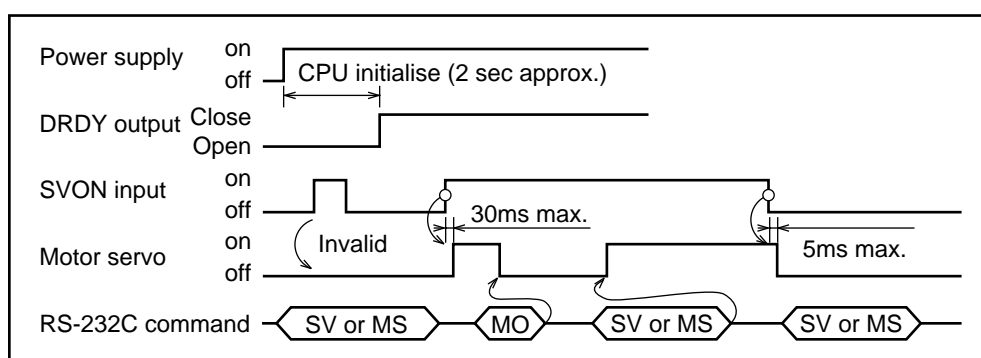 Power supply on
off
CPU initialise (2 sec approx.)
DRDY output Close
Open
SVON input on
off
30ms max.
Motor servo on
off
Invalid
5ms max.
RS-232C command SV or MS MO SV or MS SV or MS